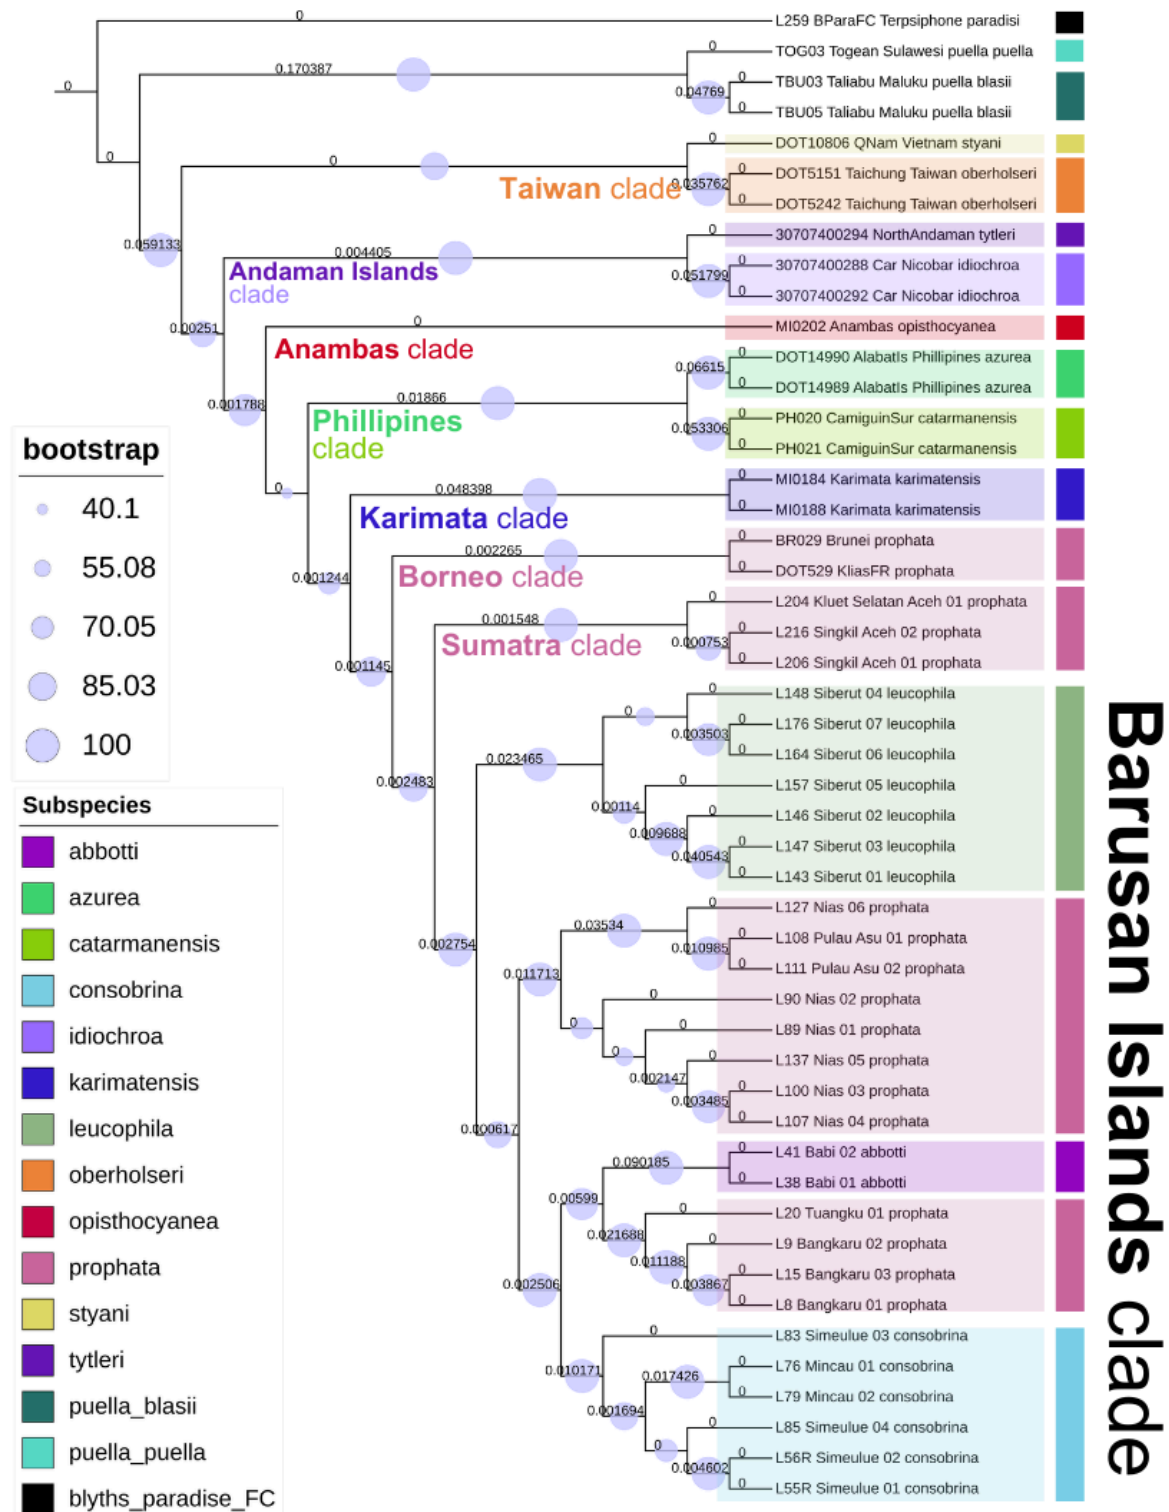 0
L259 BParaFC Terpsiphone paradisi
0
TOG03 Togean Sulawesi puella puella
0.170387
0
TBU03 Taliabu Maluku puella blasii
0.04769
0
0
TBU05 Taliabu Maluku puella blasii
0
0
DOT10806 QNam Vietnam styani
0
0
DOT5151 Taichung Taiwan oberholseri
Taiwan clade
0.035762
0
DOT5242 Taichung Taiwan oberholseri
0
30707400294 NorthAndaman tytleri
0.059133
0.004405
0
30707400288 Car Nicobar idiochroa
Andaman Islands
clade
0.051799
0
30707400292 Car Nicobar idiochroa
0.00251
0
MI0202 Anambas opisthocyanea
Anambas clade
0
DOT14990 AlabatIs Phillipines azurea
0.06615
0
DOT14989 AlabatIs Phillipines azurea
0.001788
0.01866
0
PH020 CamiguinSur catarmanensis
Phillipines
clade
0.053306
0
PH021 CamiguinSur catarmanensis
0
0.048398
0
MI0184 Karimata karimatensis
0
MI0188 Karimata karimatensis
Karimata clade
0
BR029 Brunei prophata
0.002265
0
DOT529 KliasFR prophata
0.001244
Borneo clade
0
L204 Kluet Selatan Aceh 01 prophata
0.001548
0
L216 Singkil Aceh 02 prophata
Sumatra clade
0.000753
0
L206 Singkil Aceh 01 prophata
0.001145
0
L148 Siberut 04 leucophila
0
0
L176 Siberut 07 leucophila
0.003503
0
L164 Siberut 06 leucophila
0.023465
0
L157 Siberut 05 leucophila
0.002483
0.00114
0
L146 Siberut 02 leucophila
0.009688
0
L147 Siberut 03 leucophila
0.040543
0
L143 Siberut 01 leucophila
0
L127 Nias 06 prophata
0.03534
0
L108 Pulau Asu 01 prophata
0.002754
0.010985
0
L111 Pulau Asu 02 prophata
0.011713
0
L90 Nias 02 prophata
0
0
L89 Nias 01 prophata
0
0
L137 Nias 05 prophata
0.002147
0
L100 Nias 03 prophata
0.003485
0
L107 Nias 04 prophata
0.000617
0
L41 Babi 02 abbotti
0.090185
0
L38 Babi 01 abbotti
0.00599
0
L20 Tuangku 01 prophata
0.021688
0
L9 Bangkaru 02 prophata
0.011188
0
L15 Bangkaru 03 prophata
0.002506
0.003867
0
L8 Bangkaru 01 prophata
0
L83 Simeulue 03 consobrina
0.010171
0.017426
0
L76 Mincau 01 consobrina
0
L79 Mincau 02 consobrina
0.001694
0
L85 Simeulue 04 consobrina
0
0
L56R Simeulue 02 consobrina
0.004602
0
L55R Simeulue 01 consobrina
bootstrap
40.1
55.08
70.05
85.03
100
Subspecies
abbotti
azurea
catarmanensis
consobrina
idiochroa
karimatensis
leucophila
oberholseri
opisthocyanea
prophata
styani
tytleri
puella_blasii
puella_puella
blyths_paradise_FC
Barusan Islands clade